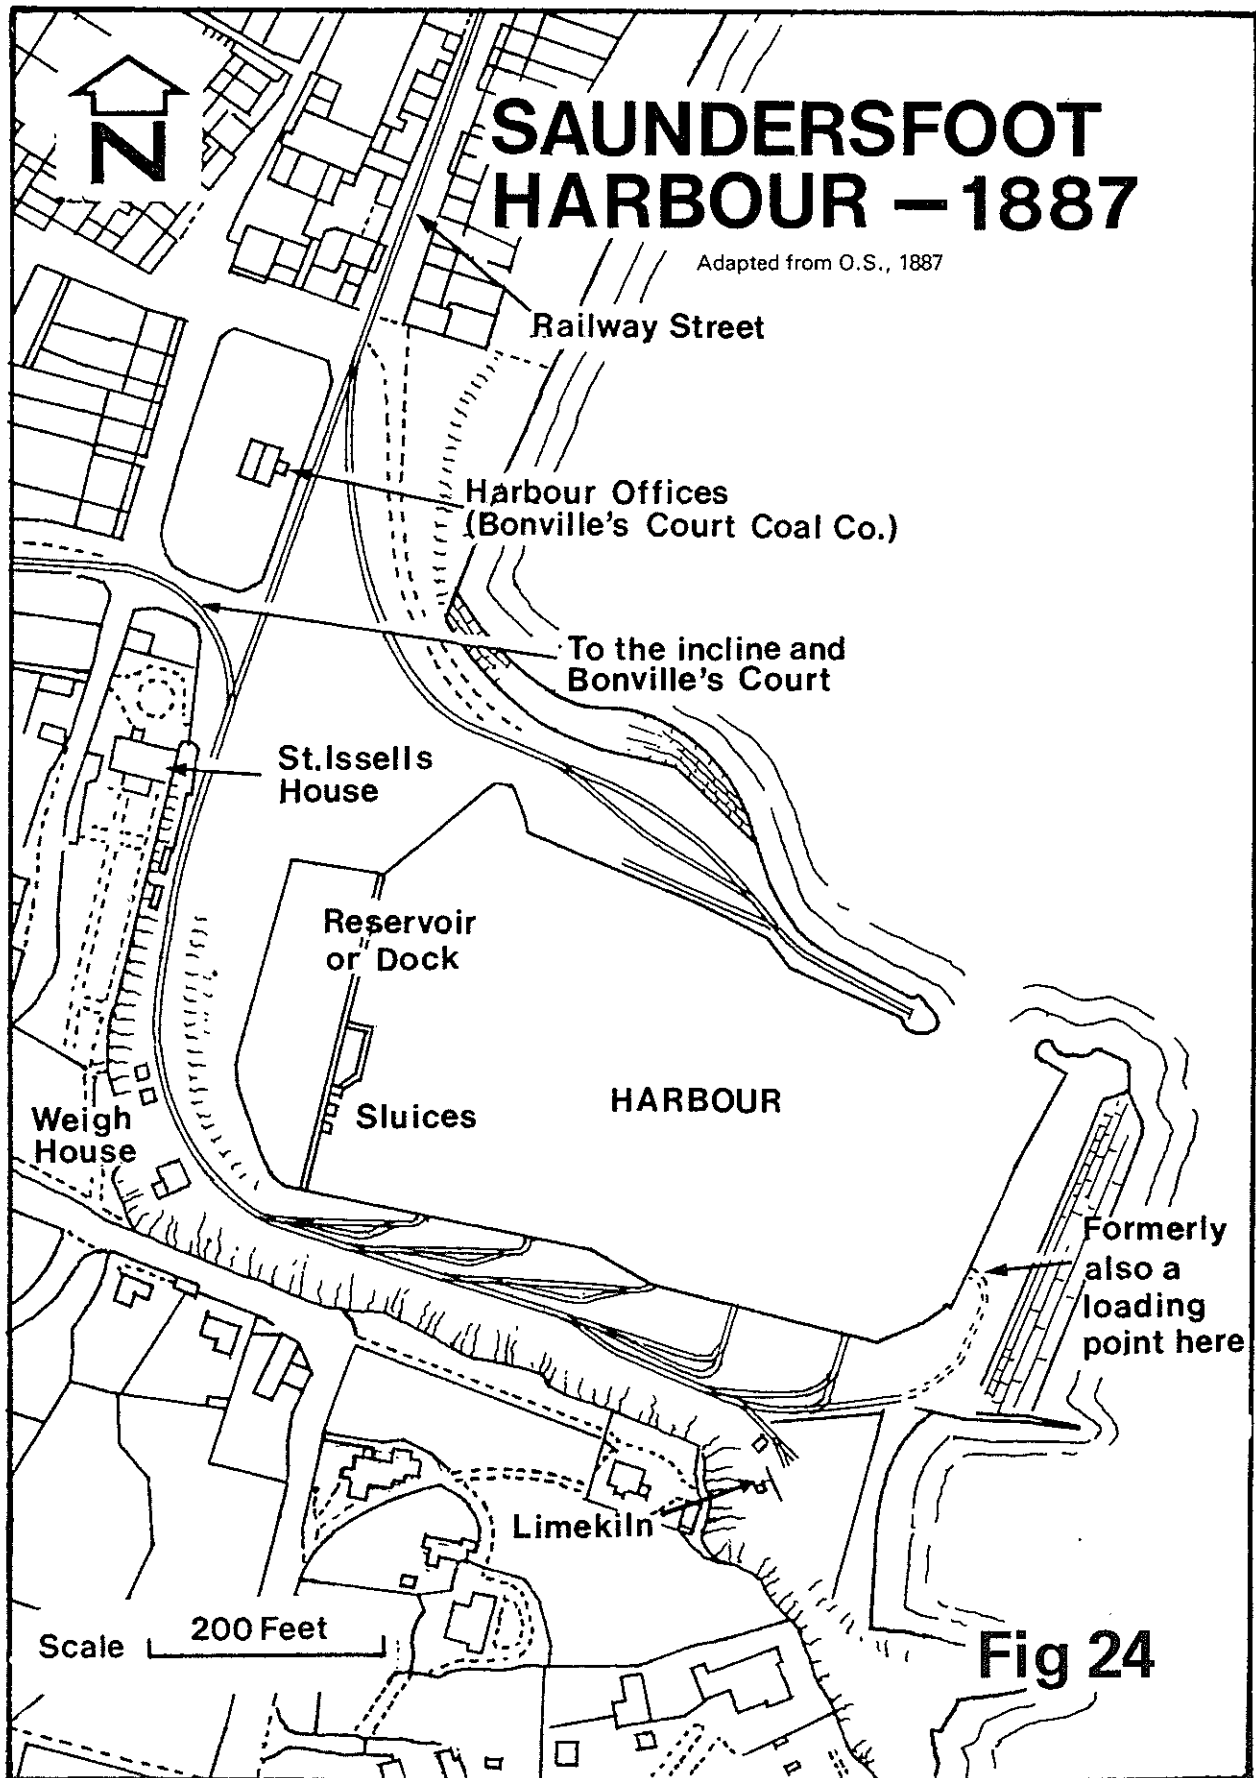 N
SAUNDERSFOOT
HARBOUR – 1887
Adapted from O.S., 1887
Railway Street
Harbour Offices
(Bonville's Court Coal Co.)
To the incline and
Bonville's Court
St.Issells
House
Reservoir
or Dock
Sluices
HARBOUR
Weigh
House
Formerly
also a
loading
point here
Limekiln
Scale 200 Feet
Fig 24